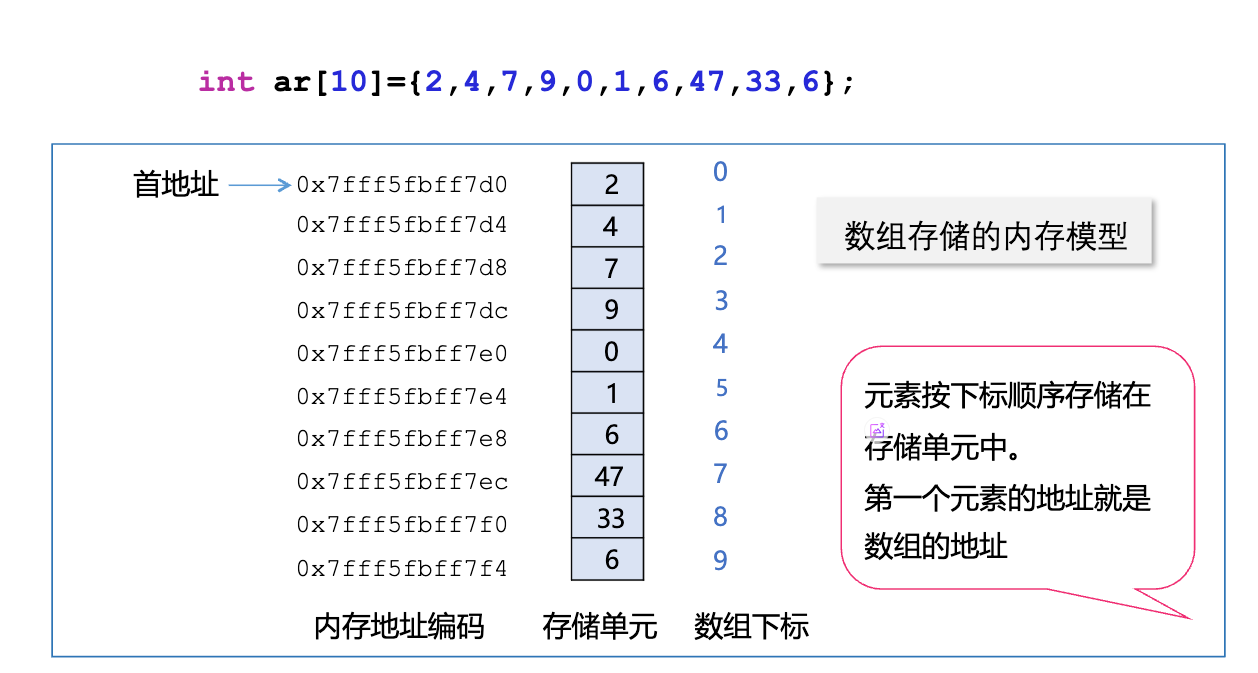 int ar[10]={2,4,7,9,0,1,6,47,33,6};
首地址 0x7fff5fbff7d0 2 0
0x7fff5fbff7d4 4 1
0x7fff5fbff7d8 7 2
0x7fff5fbff7dc 9 3
0x7fff5fbff7e0 0 4
0x7fff5fbff7e4 1 5
0x7fff5fbff7e8 6 6
0x7fff5fbff7ec 47 7
0x7fff5fbff7f0 33 8
0x7fff5fbff7f4 6 9
内存地址编码 存储单元 数组下标
数组存储的内存模型
元素按下标顺序存储在
存储单元中。
第一个元素的地址就是
数组的地址